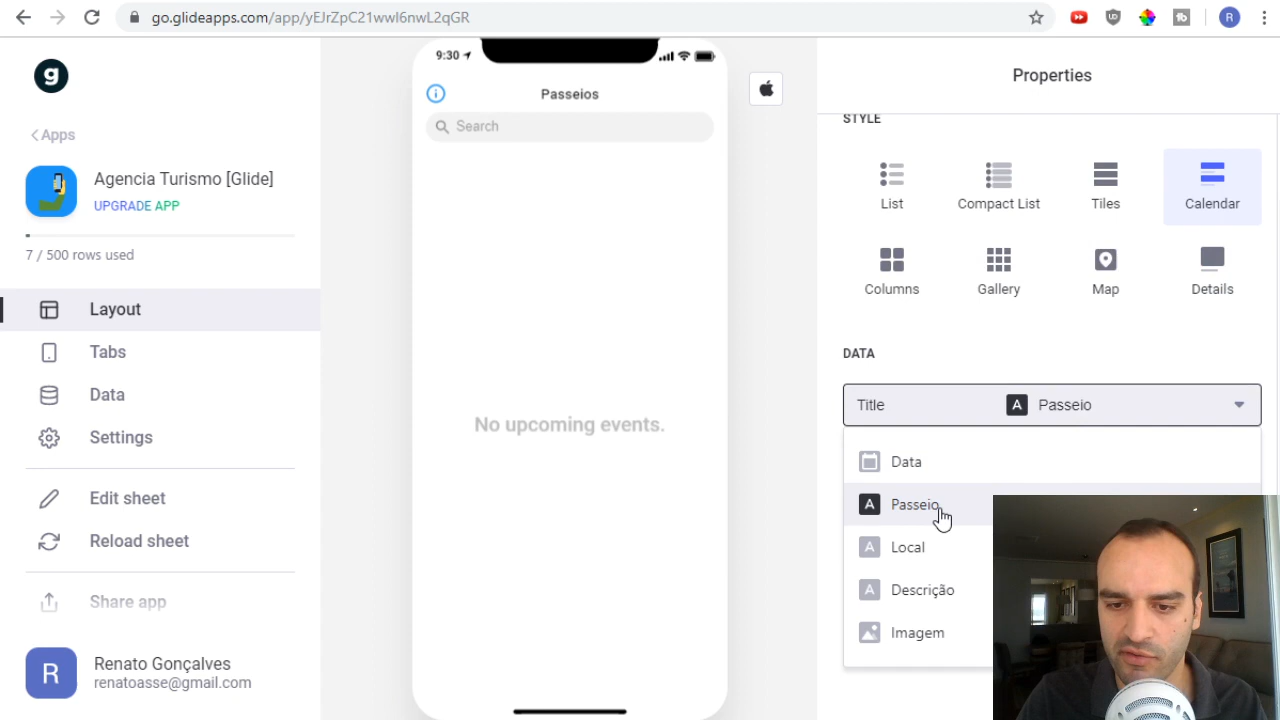 go.glideapps.com/app/yEJrZpC21wwI6nwL2qGR
R
g
Apps
Agencia Turismo [Glide]
UPGRADE APP
7 / 500 rows used
Layout
Tabs
Data
Settings
Edit sheet
Reload sheet
Share app
R
Renato Gonçalves
renatoasse@gmail.com
9:30
Passeios
Search
No upcoming events.
Properties
STYLE
List
Compact List
Tiles
Calendar
Columns
Gallery
Map
Details
DATA
Title
A
Passeio
Data
A Passeio
A Local
A Descrição
Imagem